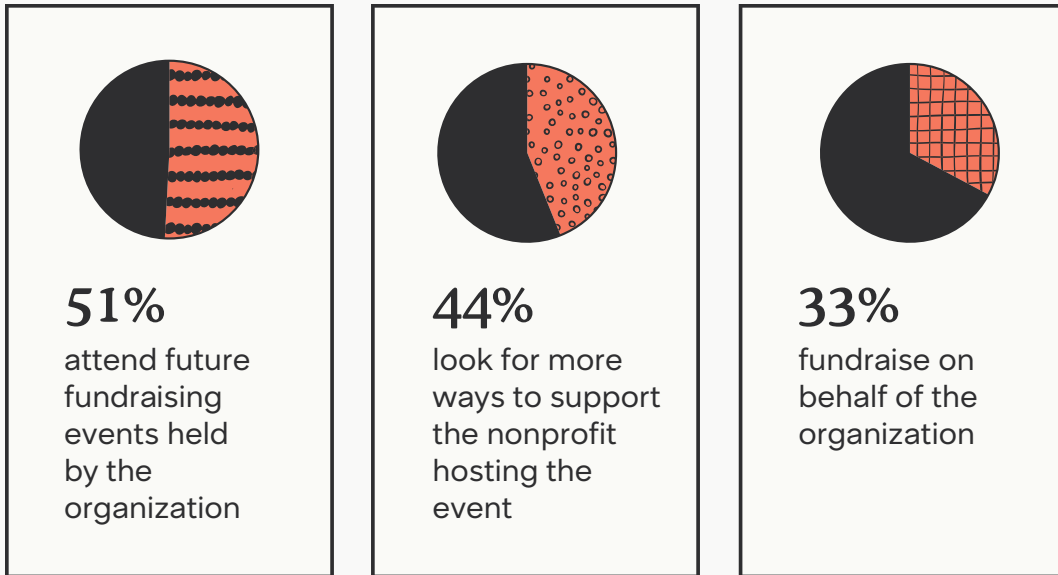 51%
attend future
fundraising
events held
by the
organization
44%
look for more
ways to support
the nonprofit
hosting the
event
33%
fundraise on
behalf of the
organization